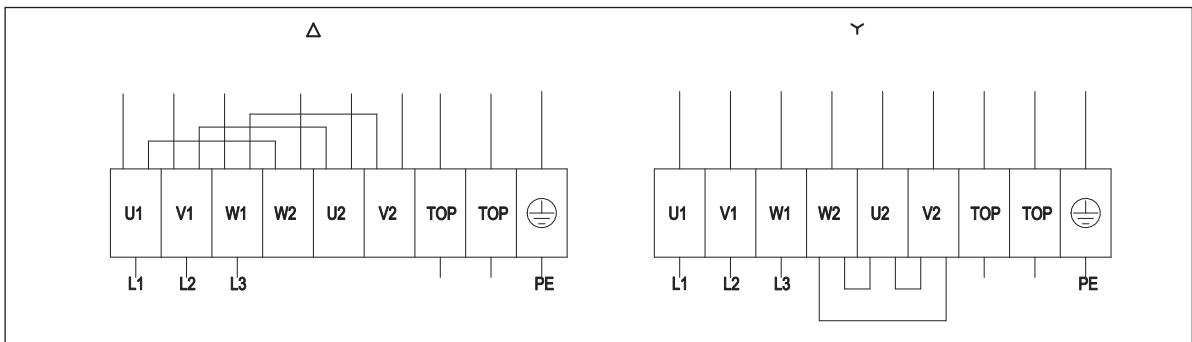 Δ Y
U1 V1 W1 W2 U2 V2 TOP TOP
L1 L2 L3 PE
U1 V1 W1 W2 U2 V2 TOP TOP
L1 L2 L3 PE